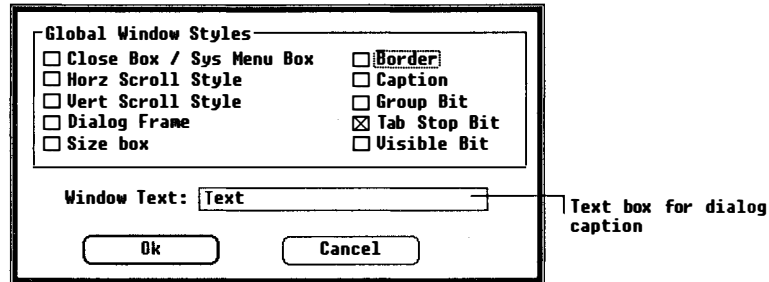 Global Window Styles
Close Box / Sys Menu Box
Horz Scroll Style
Vert Scroll Style
Dialog Frame
Size box
Border
Caption
Group Bit
Tab Stop Bit
Visible Bit
Window Text: Text
Ok Cancel
Text box for dialog
caption